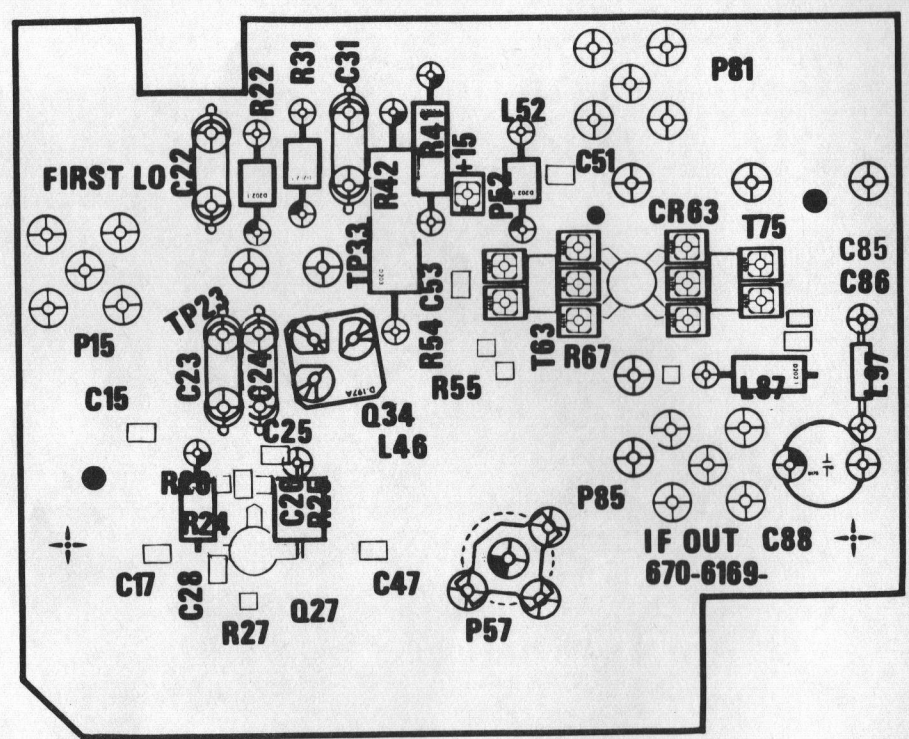 P81
R22
R31
C31
R41
L52
+15
C51
FIRST LO
C22
R42
P52
CR63
T75
TP33
C85
C86
TP23
C53
P15
C23
C24
R54
T63
R67
R55
L87
L97
C15
Q34
D-197A
C25
L46
P85
R24
IF OUT C88
670-6169-
C17
C28
C47
R27
Q27
P57